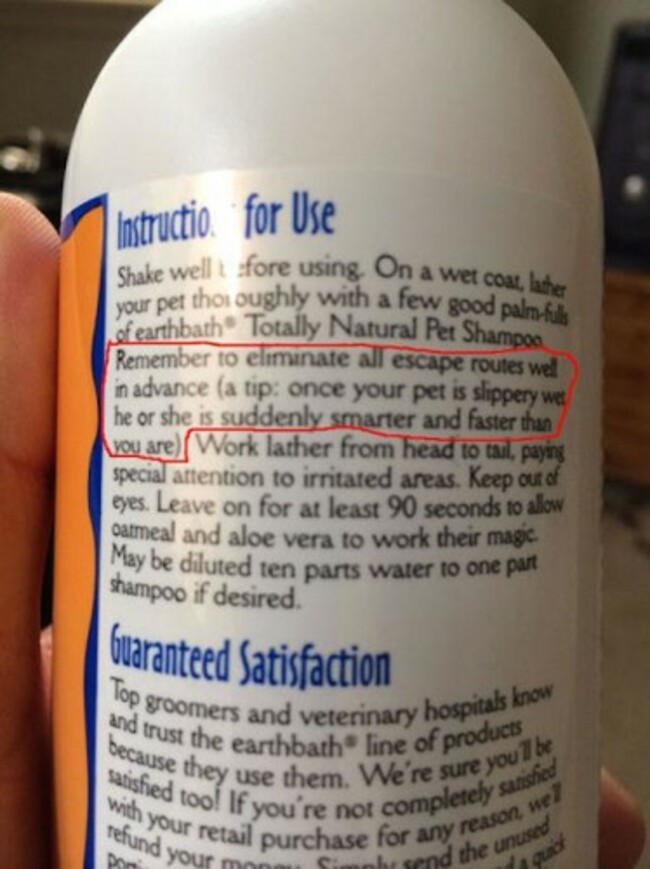 Instructio for Use
Shake well before using. On a wet coat, lather
your pet thoroughly with a few good palm-fulls
of earthbath® Totally Natural Pet Shampoo.
Remember to eliminate all escape routes well
in advance (a tip: once your pet is slippery wet
he or she is suddenly smarter and faster than
you are). Work lather from head to tail, paying
special attention to irritated areas. Keep out of
eyes. Leave on for at least 90 seconds to allow
oatmeal and aloe vera to work their magic.
May be diluted ten parts water to one part
shampoo if desired.
Guaranteed Satisfaction
Top groomers and veterinary hospitals know
and trust the earthbath® line of products
because they use them. We're sure you'll be
satisfied too! If you're not completely satisfied
with your retail purchase for any reason, we'll
refund your money. Simply send the unused
a quick